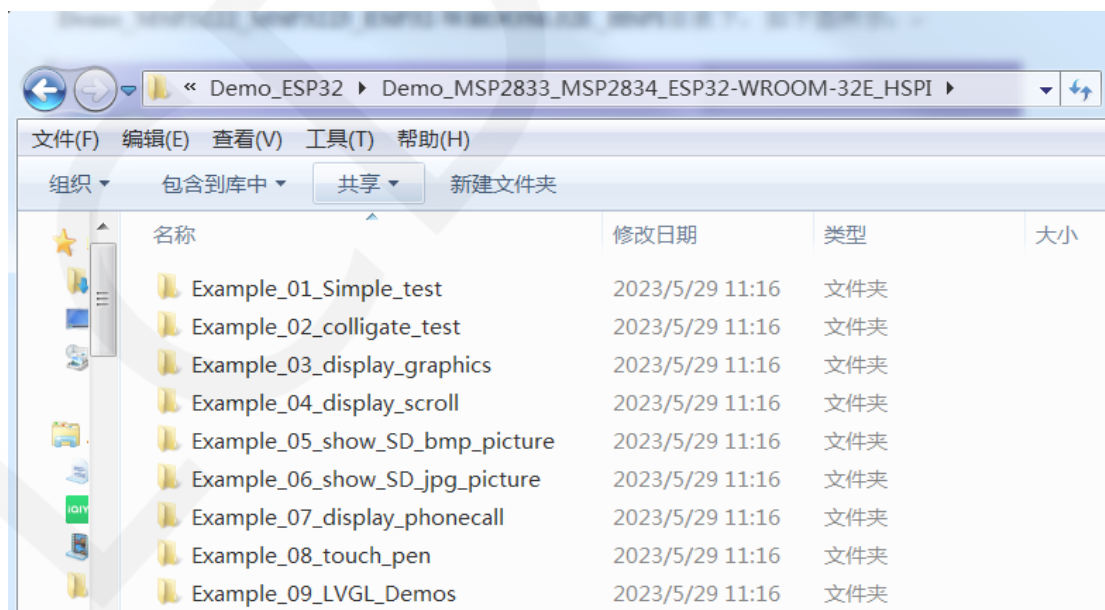 « Demo_ESP32 ▸ Demo_MSP2833_MSP2834_ESP32-WROOM-32E_HSPI ▸
文件(F) 编辑(E) 查看(V) 工具(T) 帮助(H)
组织 包含到库中 共享 新建文件夹
名称 修改日期 类型 大小
Example_01_Simple_test 2023/5/29 11:16 文件夹
Example_02_colligate_test 2023/5/29 11:16 文件夹
Example_03_display_graphics 2023/5/29 11:16 文件夹
Example_04_display_scroll 2023/5/29 11:16 文件夹
Example_05_show_SD_bmp_picture 2023/5/29 11:16 文件夹
Example_06_show_SD_jpg_picture 2023/5/29 11:16 文件夹
Example_07_display_phonecall 2023/5/29 11:16 文件夹
Example_08_touch_pen 2023/5/29 11:16 文件夹
Example_09_LVGL_Demos 2023/5/29 11:16 文件夹